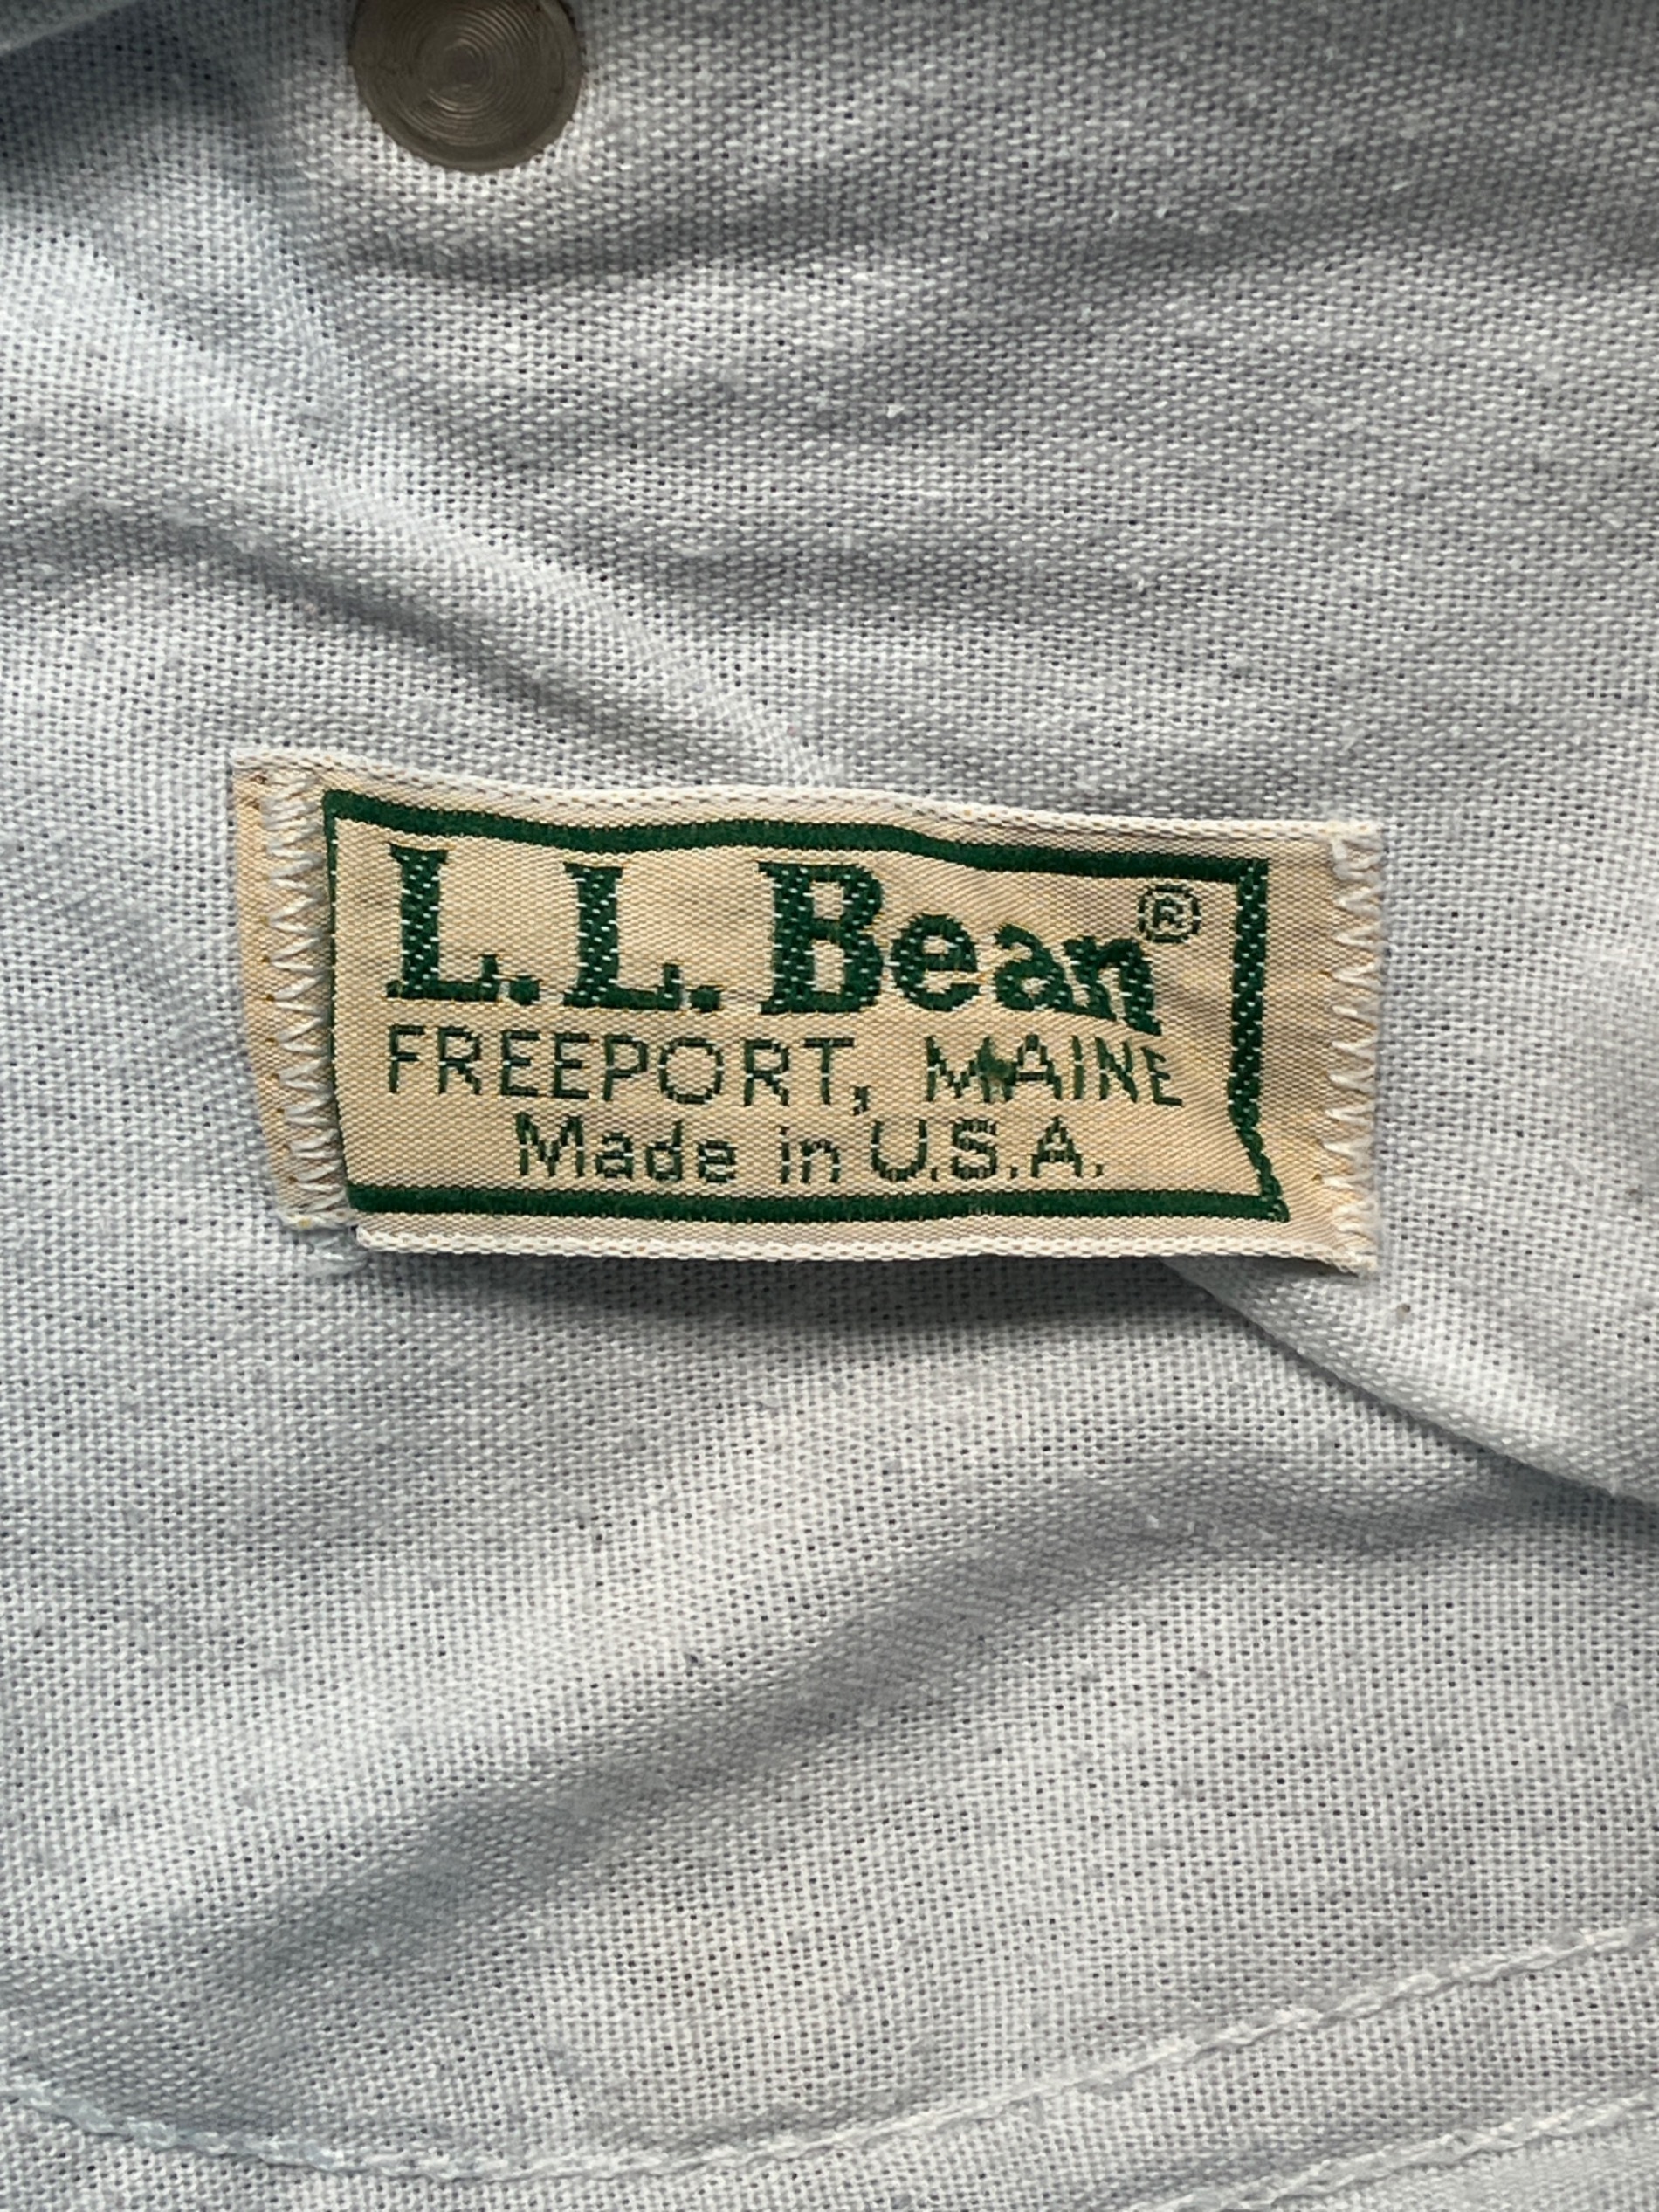 L.L. Bean®
FREEPORT, MAINE
Made in U.S.A.